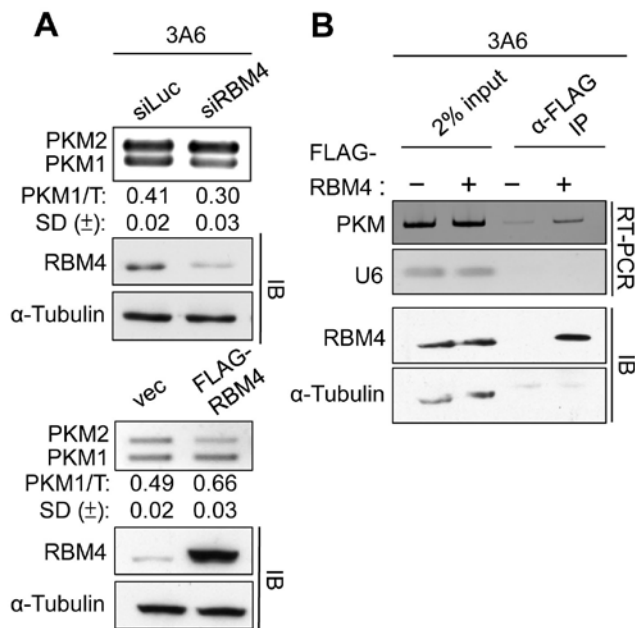 A
3A6
siLuc
siRBM4
PKM2
PKM1
PKM1/T: 0.41 0.30
SD (±): 0.02 0.03
RBM4
α-Tubulin
IB
vec
FLAG-
RBM4
PKM2
PKM1
PKM1/T: 0.49 0.66
SD (±): 0.02 0.03
RBM4
α-Tubulin
IB
B
3A6
2% input
α-FLAG
IP
FLAG-
RBM4 : − + − +
PKM
U6
RT-PCR
RBM4
α-Tubulin
IB